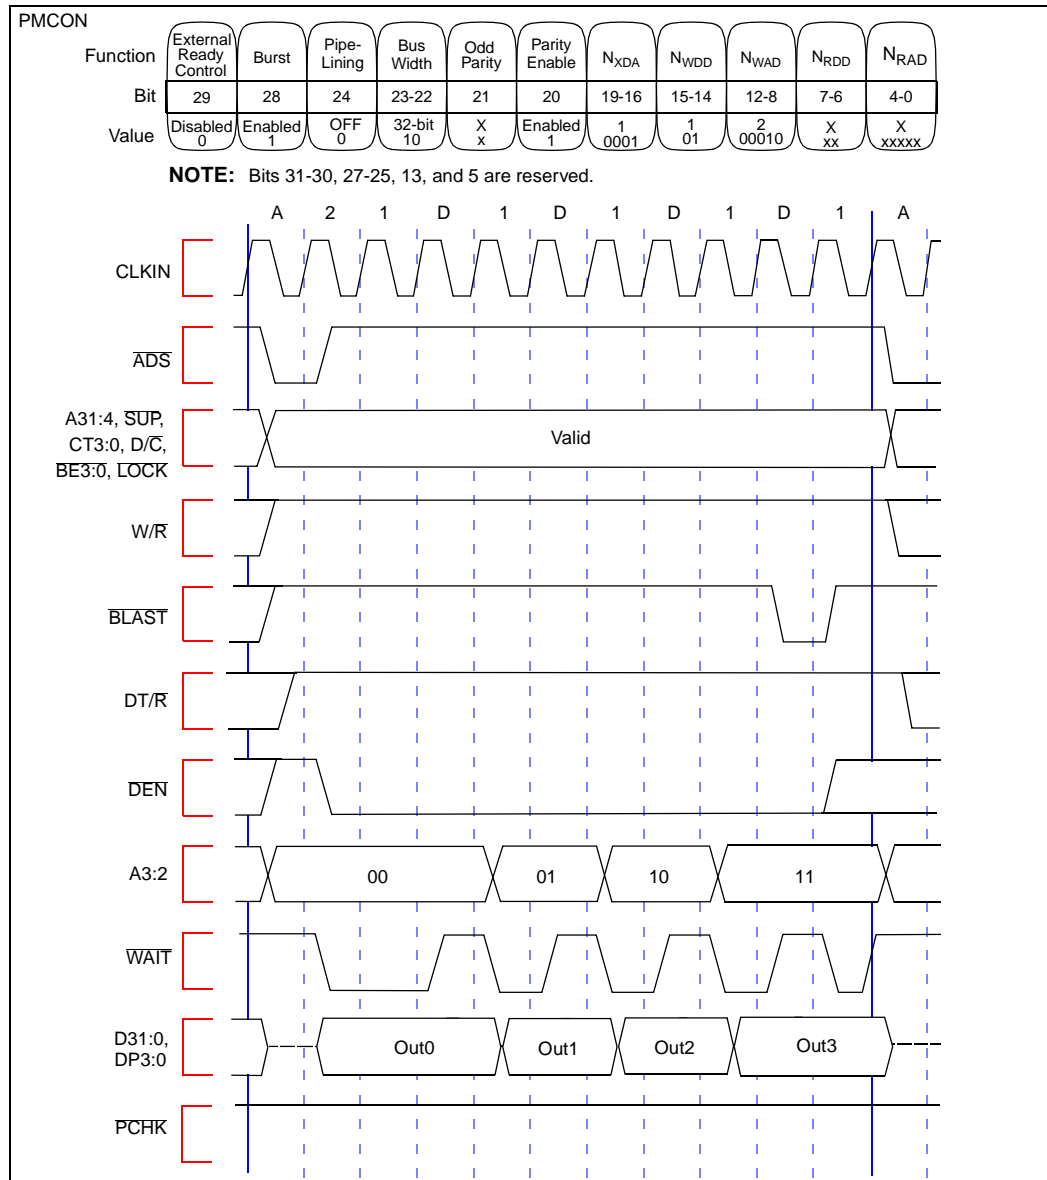 PMCON
Function External Ready Control Burst Pipe-Lining Bus Width Odd Parity Parity Enable NXDA NWDD NWAD NRDD NRAD
Bit 29 28 24 23-22 21 20 19-16 15-14 12-8 7-6 4-0
Value Disabled 0 Enabled 1 OFF 0 32-bit 10 X x Enabled 1 1 0001 1 01 2 00010 X xx X xxxxx
NOTE: Bits 31-30, 27-25, 13, and 5 are reserved.
A 2 1 D 1 D 1 D 1 D 1 A
CLKIN
ADS
A31:4, SUP,
CT3:0, D/C,
BE3:0, LOCK
Valid
W/R
BLAST
DT/R
DEN
A3:2 00 01 10 11
WAIT
D31:0,
DP3:0
Out0 Out1 Out2 Out3
PCHK